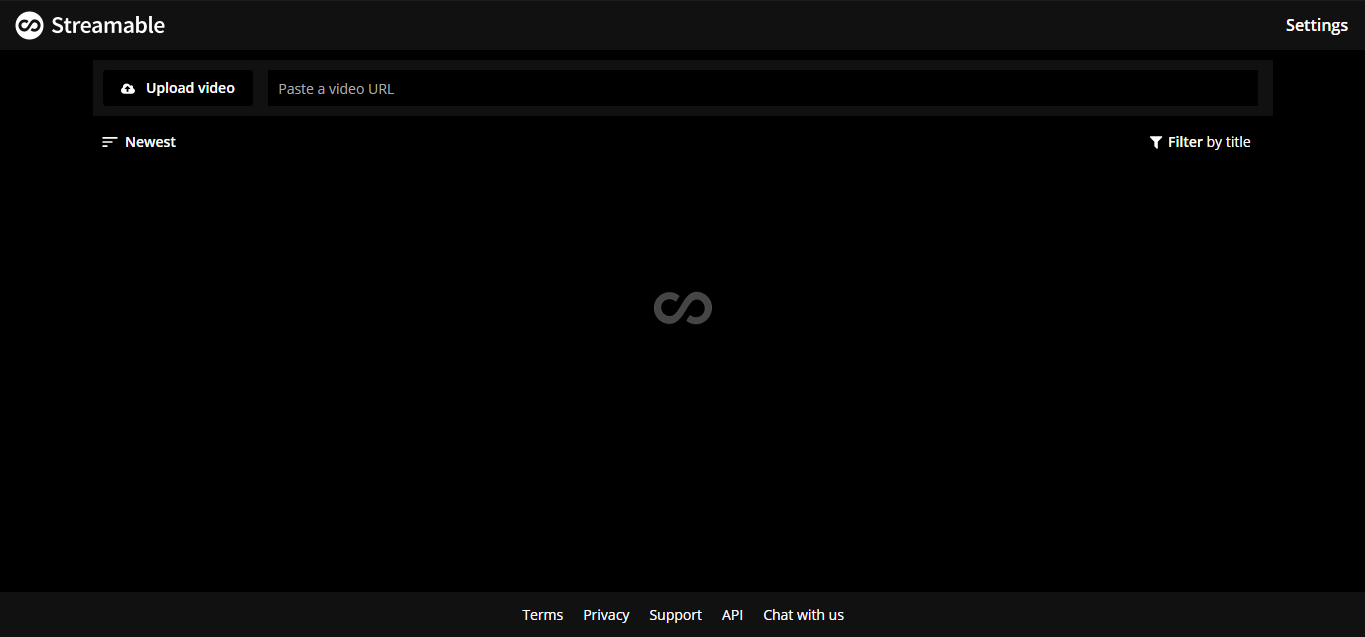 Streamable
Settings
Upload video
Paste a video URL
Newest
Filter by title
Terms Privacy Support API Chat with us